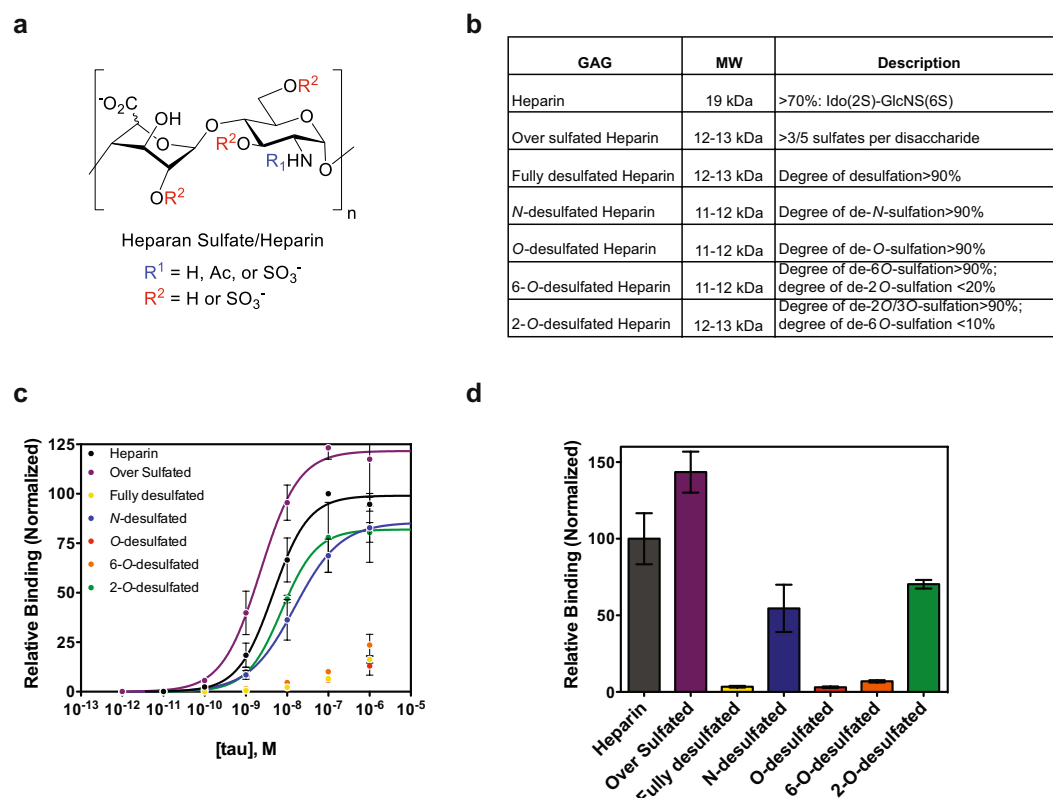 a
OR²
⁻O₂C
OH
O
O
O
R²O
R₁HN
O
OR²
n
Heparan Sulfate/Heparin
R¹ = H, Ac, or SO₃⁻
R² = H or SO₃⁻
b
GAG MW Description
Heparin 19 kDa >70%: Ido(2S)-GlcNS(6S)
Over sulfated Heparin 12-13 kDa >3/5 sulfates per disaccharide
Fully desulfated Heparin 12-13 kDa Degree of desulfation>90%
N-desulfated Heparin 11-12 kDa Degree of de-N-sulfation>90%
O-desulfated Heparin 11-12 kDa Degree of de-O-sulfation>90%
6-O-desulfated Heparin 11-12 kDa Degree of de-6O-sulfation>90%;
degree of de-2O-sulfation <20%
2-O-desulfated Heparin 12-13 kDa Degree of de-2O/3O-sulfation>90%;
degree of de-6O-sulfation <10%
c
Relative Binding (Normalized)
125
100
75
50
25
0
Heparin
Over Sulfated
Fully desulfated
N-desulfated
O-desulfated
6-O-desulfated
2-O-desulfated
10⁻¹³ 10⁻¹² 10⁻¹¹ 10⁻¹⁰ 10⁻⁹ 10⁻⁸ 10⁻⁷ 10⁻⁶ 10⁻⁵
[tau], M
d
Relative Binding (Normalized)
150
100
50
0
Heparin
Over Sulfated
Fully desulfated
N-desulfated
O-desulfated
6-O-desulfated
2-O-desulfated